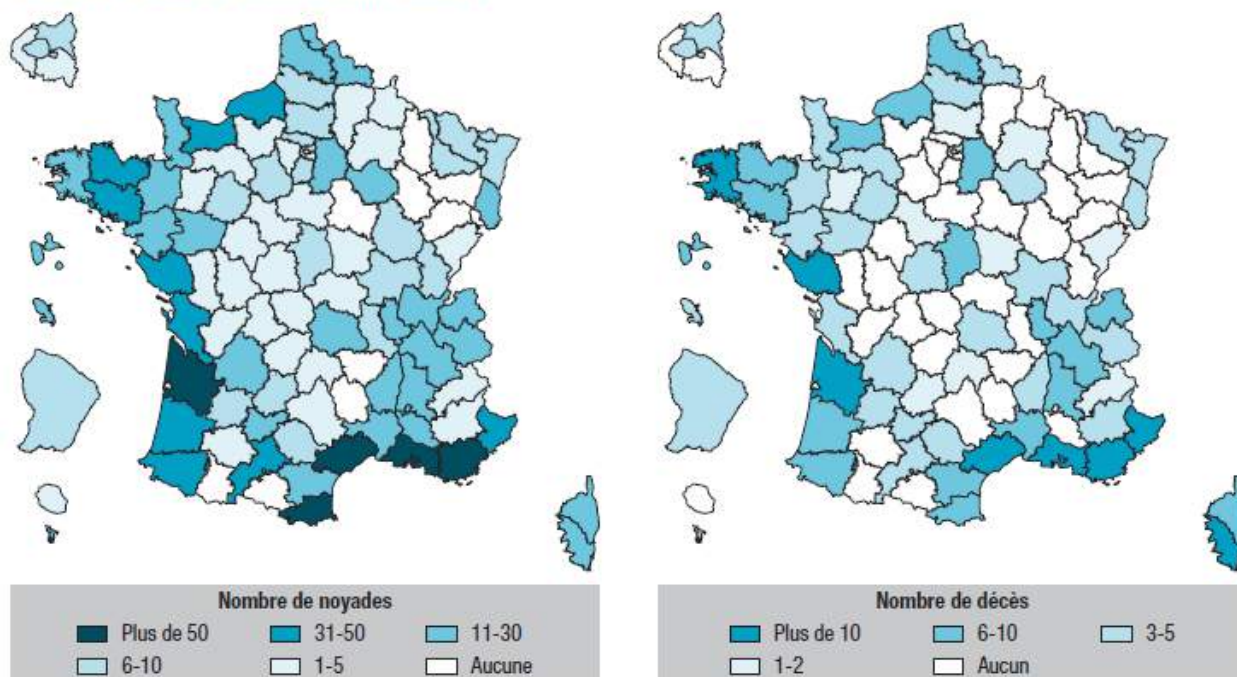 Nombre de noyades
Plus de 50
31-50
11-30
6-10
1-5
Aucune
Nombre de décès
Plus de 10
6-10
3-5
1-2
Aucun